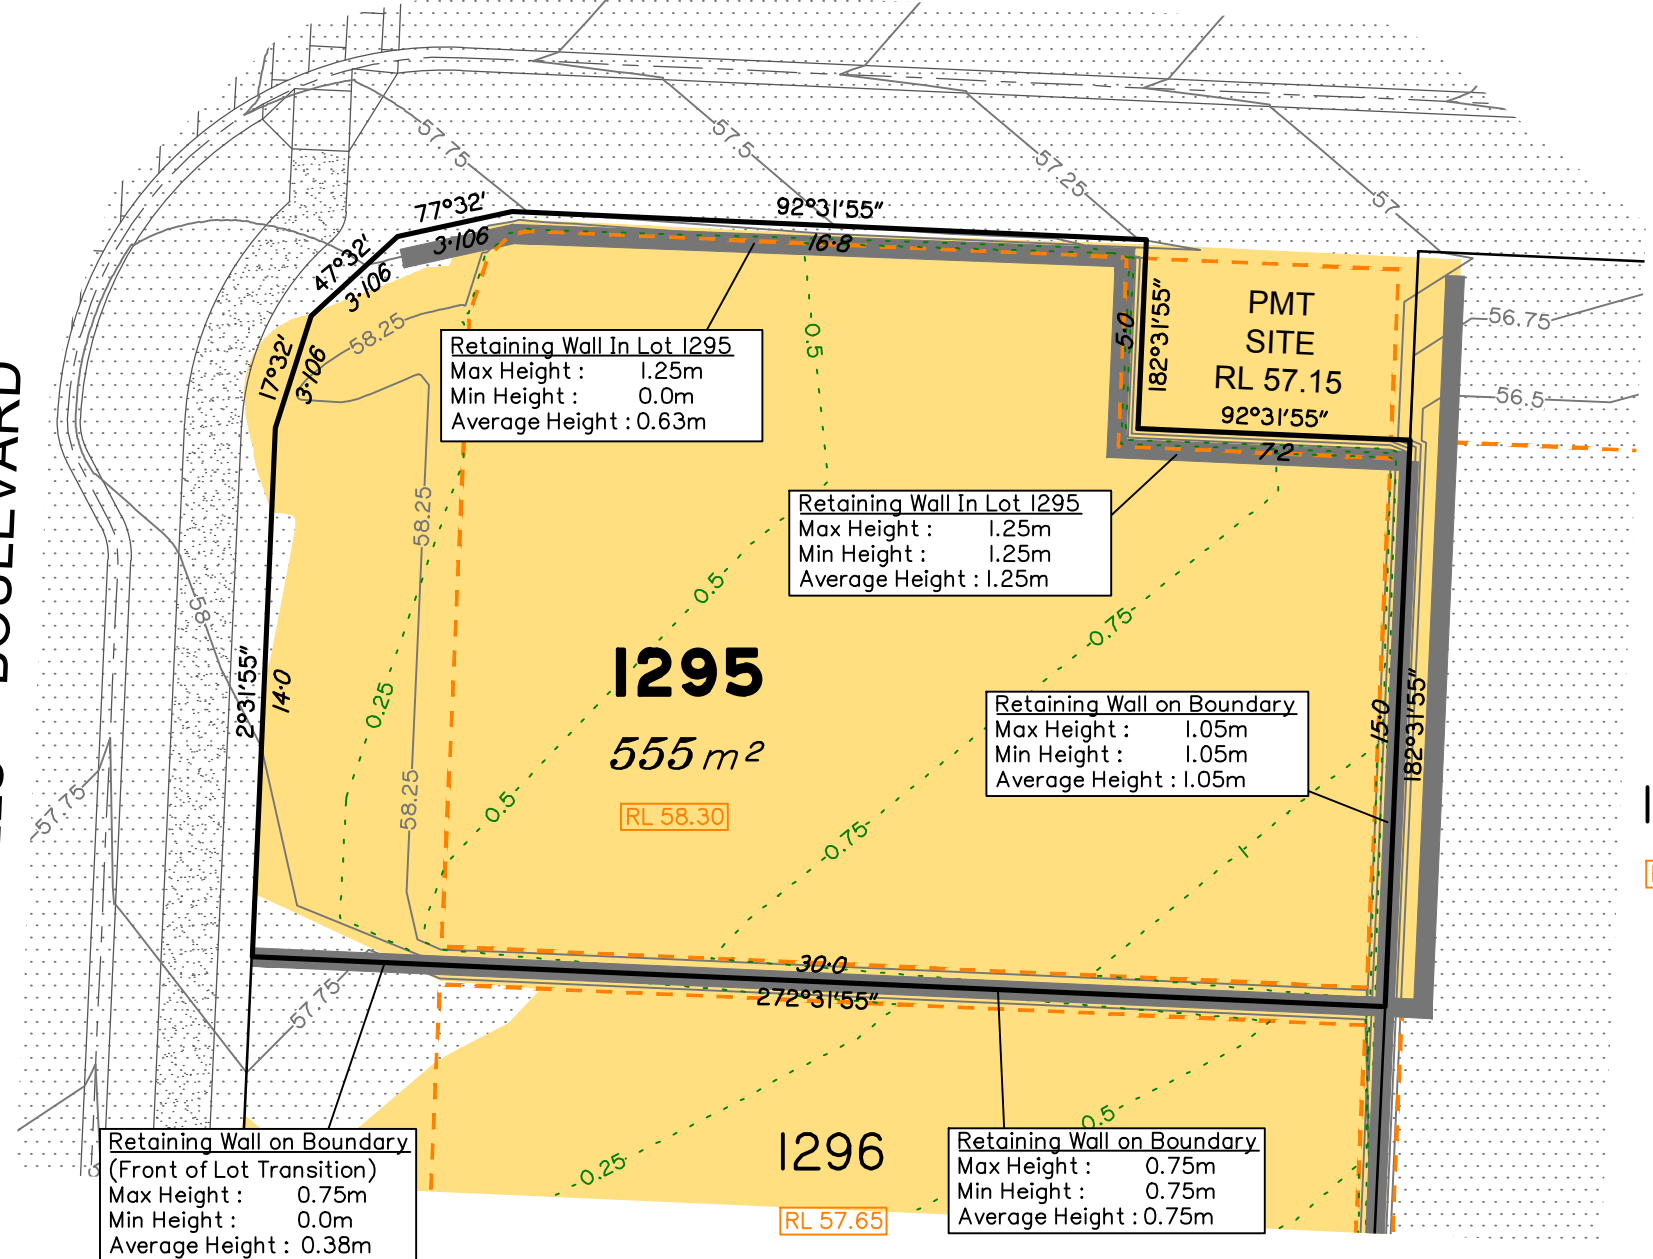 57.75
57.5
57.25
57
77°32'
92°31'55"
3·106
16·8
47°32'
3·106
182°31'55"
5·0
PMT
SITE
RL 57.15
92°31'55"
7·2
56.75
56.5
17°32'
3·106
58.25
0.5
Retaining Wall In Lot 1295
Max Height : 1.25m
Min Height : 0.0m
Average Height : 0.63m
Retaining Wall In Lot 1295
Max Height : 1.25m
Min Height : 1.25m
Average Height : 1.25m
58.25
58
BOULEVARD
0.5
0.75
1295
555 m²
RL 58.30
2°31'55"
14·0
0.25
58.25
0.5
0.75
1
Retaining Wall on Boundary
Max Height : 1.05m
Min Height : 1.05m
Average Height : 1.05m
15·0
182°31'55"
57.75
30·0
272°31'55"
57.75
0.25
0.5
1296
RL 57.65
Retaining Wall on Boundary
(Front of Lot Transition)
Max Height : 0.75m
Min Height : 0.0m
Average Height : 0.38m
Retaining Wall on Boundary
Max Height : 0.75m
Min Height : 0.75m
Average Height : 0.75m